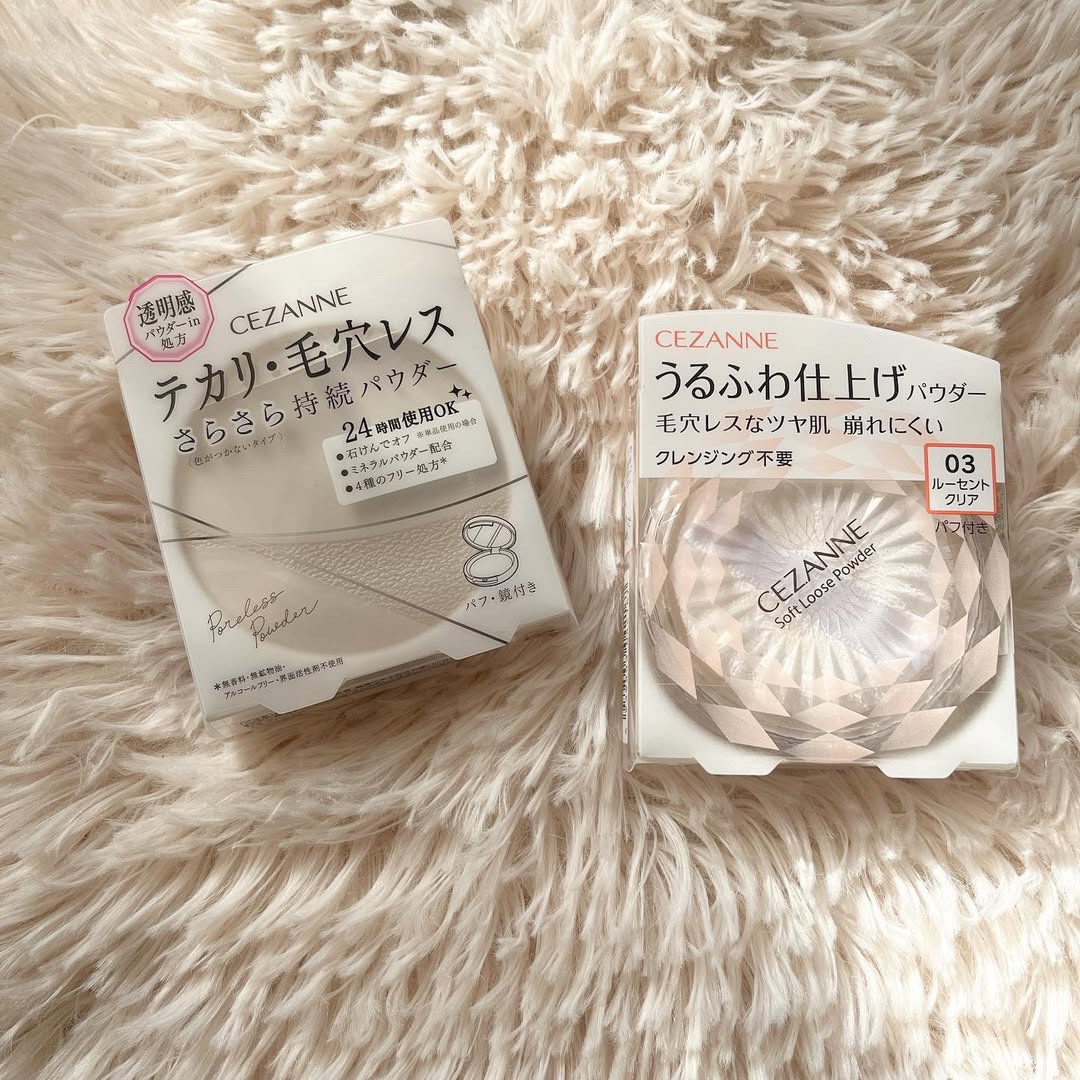 透明感
パウダーin
処方
CEZANNE
テカリ・毛穴レス
さらさら持続パウダー
〈色がつかないタイプ〉
24時間使用OK
●石けんでオフ ※単品使用の場合
●ミネラルパウダー配合
●4種のフリー処方*
パフ・鏡付き
Poreless
Powder
*無香料・無鉱物油・
アルコールフリー・界面活性剤不使用
CEZANNE
うるふわ仕上げパウダー
毛穴レスなツヤ肌 崩れにくい
クレンジング不要
03
ルーセント
クリア
パフ付き
CEZANNE
Soft Loose Powder